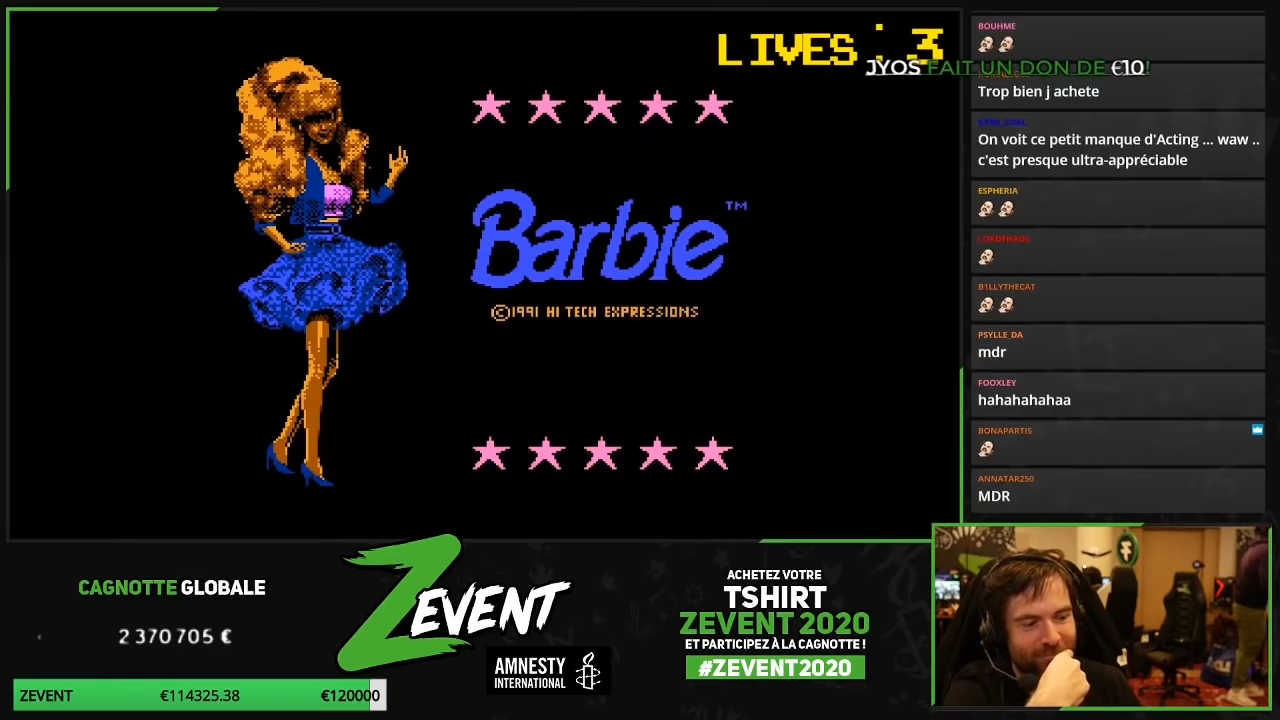 LIVES : 3
JYOS FAIT UN DON DE €10!
Barbie™
©1991 HI TECH EXPRESSIONS
BOUHME
Trop bien j achete
On voit ce petit manque d'Acting ... waw ..
c'est presque ultra-appréciable
ESPHERIA
B1LLYTHECAT
PSYLLE_DA
mdr
FOOXLEY
hahahahahaa
BONAPARTIS
ANNATAR250
MDR
CAGNOTTE GLOBALE
2 370 705 €
ZEVENT €114325.38 €120000
ZEVENT
AMNESTY
INTERNATIONAL
ACHETEZ VOTRE
TSHIRT
ZEVENT 2020
ET PARTICIPEZ À LA CAGNOTTE !
#ZEVENT2020